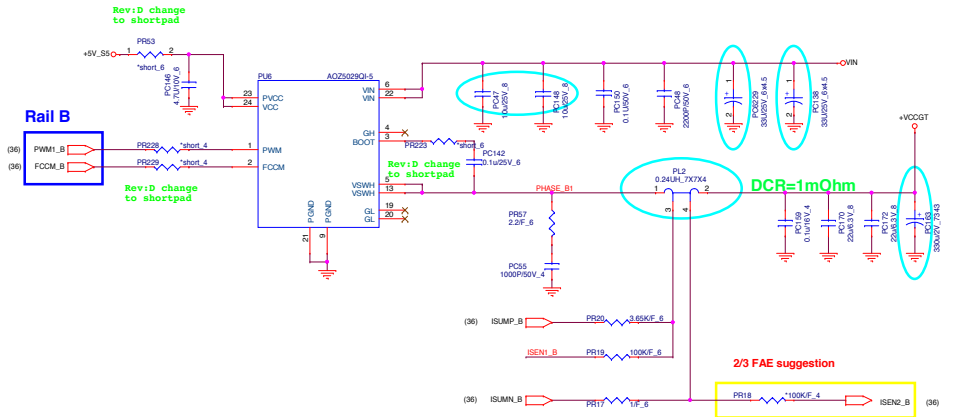 Rev:D change
to shortpad
+5V_S5
PR53
1
2
*short_6
PC146
4.7U/10V_6
PU6
AOZ5029QI-5
23
24
PVCC
VCC
VIN
VIN
6
22
VIN
PC47
10u/25V_8
PC148
10u/25V_8
PC150
0.1U/50V_6
PC48
2200P/50V_6
1
2
+
PC6229
33U/25V_6x4.5
1
2
+
PC138
33U/25V_6x4.5
Rail B
(36)
PWM1_B
PR228
*short_4
1
PWM
(36)
FCCM_B
PR229
*short_4
2
FCCM
Rev:D change
to shortpad
GH
4
BOOT
3
PR223
*short_6
PC142
0.1u/25V_6
Rev:D change
to shortpad
VSWH
5
VSWH
13
GL
19
GL
20
PGND
PGND
21
9
PHASE_B1
PR57
2.2/F_6
PC55
1000P/50V_4
PL2
0.24UH_7X7X4
1
2
3
4
DCR=1mOhm
+VCCGT
PC159
0.1u/16V_4
PC170
22u/6.3V_8
PC172
22u/6.3V_8
+
PC163
330u/2V_7343
(36)
ISUMP_B
PR20
3.65K/F_6
ISEN1_B
PR19
100K/F_6
2/3 FAE suggestion
(36)
ISUMN_B
PR17
1/F_6
PR18
*100K/F_4
ISEN2_B
(36)